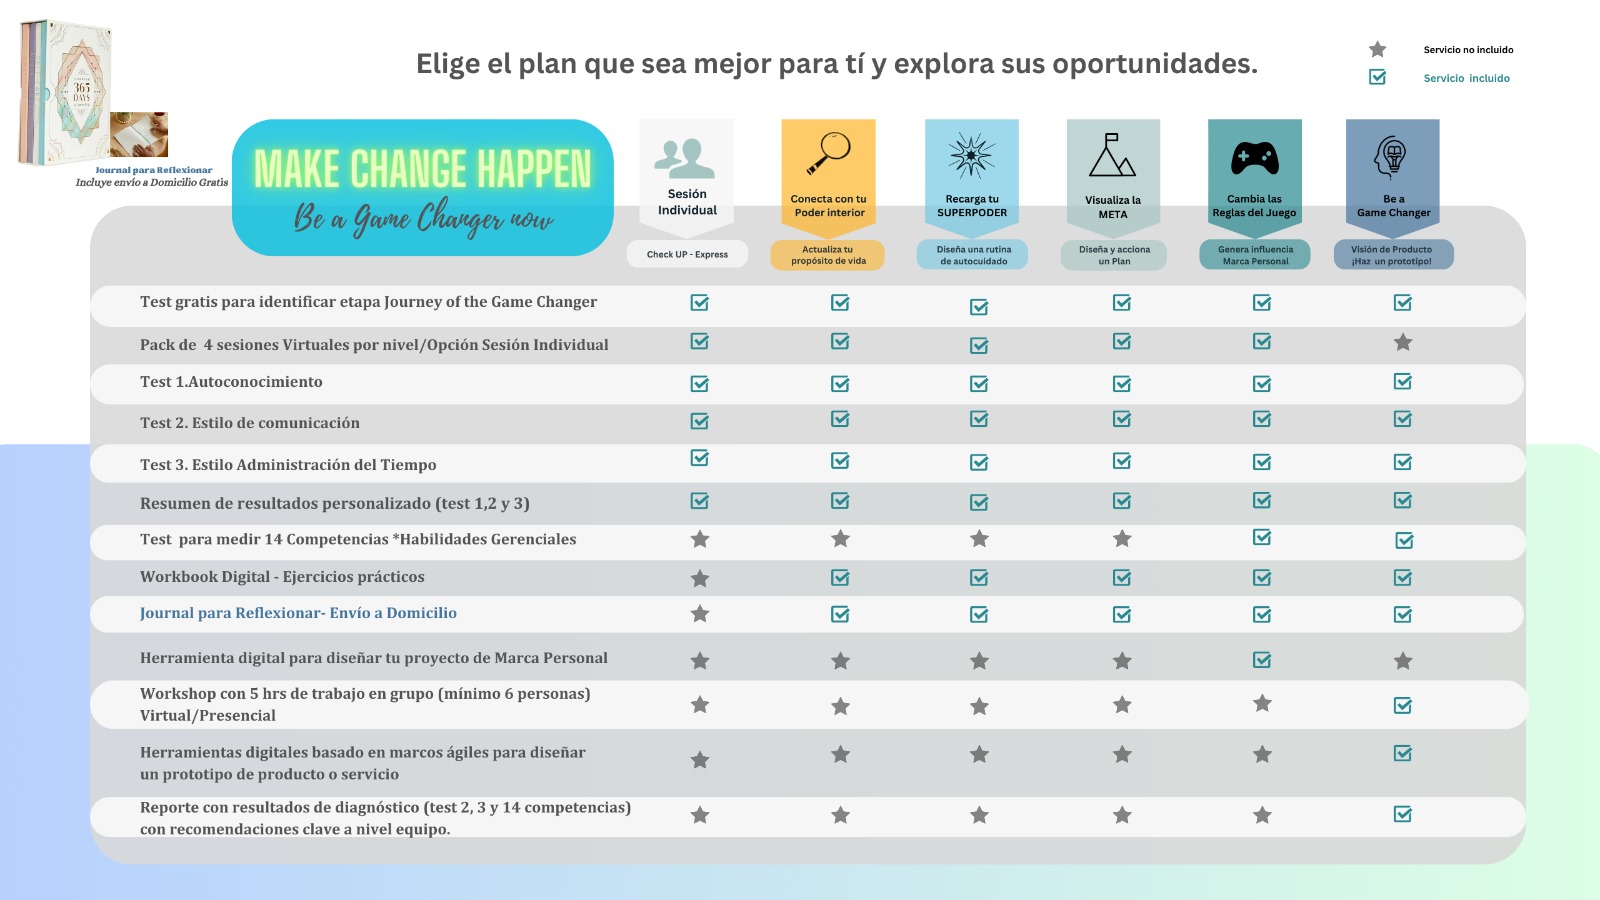 Elige el plan que sea mejor para tí y explora sus oportunidades.
Servicio no incluido
Servicio incluido
365
DAYS
Journal para Reflexionar
Incluye envío a Domicilio Gratis
MAKE CHANGE HAPPEN
Be a Game Changer now
Sesión
Individual
Check UP - Express
Conecta con tu
Poder interior
Actualiza tu
propósito de vida
Recarga tu
SUPERPODER
Diseña una rutina
de autocuidado
Visualiza la
META
Diseña y acciona
un Plan
Cambia las
Reglas del Juego
Genera influencia
Marca Personal
Be a
Game Changer
Visión de Producto
¡Haz un prototipo!
Test gratis para identificar etapa Journey of the Game Changer
Pack de 4 sesiones Virtuales por nivel/Opción Sesión Individual
Test 1.Autoconocimiento
Test 2. Estilo de comunicación
Test 3. Estilo Administración del Tiempo
Resumen de resultados personalizado (test 1,2 y 3)
Test para medir 14 Competencias *Habilidades Gerenciales
Workbook Digital - Ejercicios prácticos
Journal para Reflexionar- Envío a Domicilio
Herramienta digital para diseñar tu proyecto de Marca Personal
Workshop con 5 hrs de trabajo en grupo (mínimo 6 personas)
Virtual/Presencial
Herramientas digitales basado en marcos ágiles para diseñar
un prototipo de producto o servicio
Reporte con resultados de diagnóstico (test 2, 3 y 14 competencias)
con recomendaciones clave a nivel equipo.